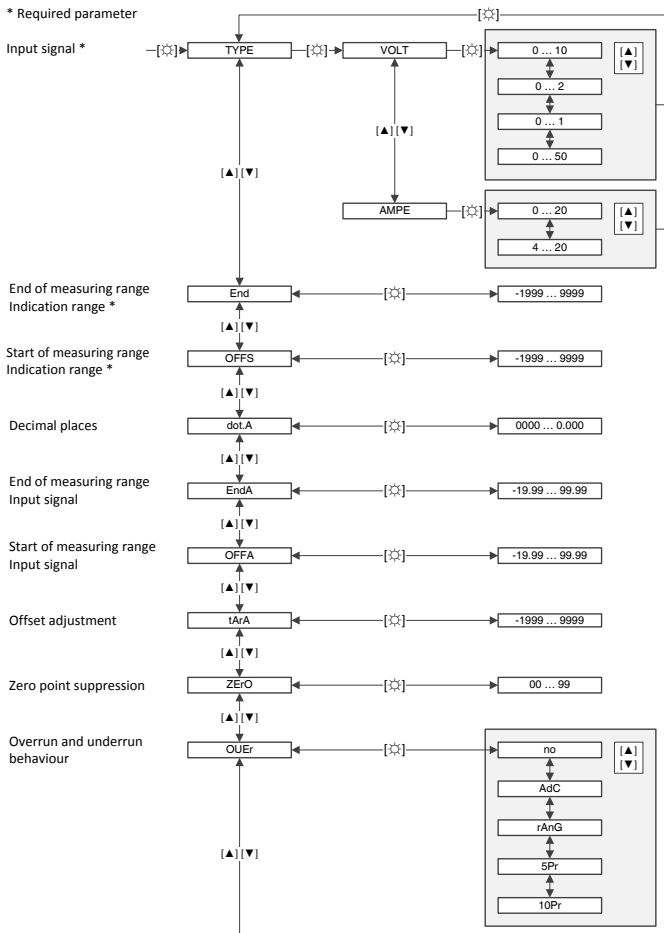 * Required parameter
[☼]
Input signal *
[☼]
TYPE
[☼]
VOLT
[☼]
0 … 10
[▲]
[▼]
0 … 2
0 … 1
0 … 50
[▲] [▼]
[▲] [▼]
AMPE
[☼]
0 … 20
[▲]
[▼]
4 … 20
End of measuring range
Indication range *
End
[☼]
-1999 … 9999
[▲] [▼]
Start of measuring range
Indication range *
OFFS
[☼]
-1999 … 9999
[▲] [▼]
Decimal places
dot.A
[☼]
0000 … 0.000
[▲] [▼]
End of measuring range
Input signal
EndA
[☼]
-19.99 … 99.99
[▲] [▼]
Start of measuring range
Input signal
OFFA
[☼]
-19.99 … 99.99
[▲] [▼]
Offset adjustment
tArA
[☼]
-1999 … 9999
[▲] [▼]
Zero point suppression
ZErO
[☼]
00 … 99
[▲] [▼]
Overrun and underrun
behaviour
OUEr
[☼]
no
[▲]
[▼]
AdC
rAnG
5Pr
10Pr
[▲] [▼]